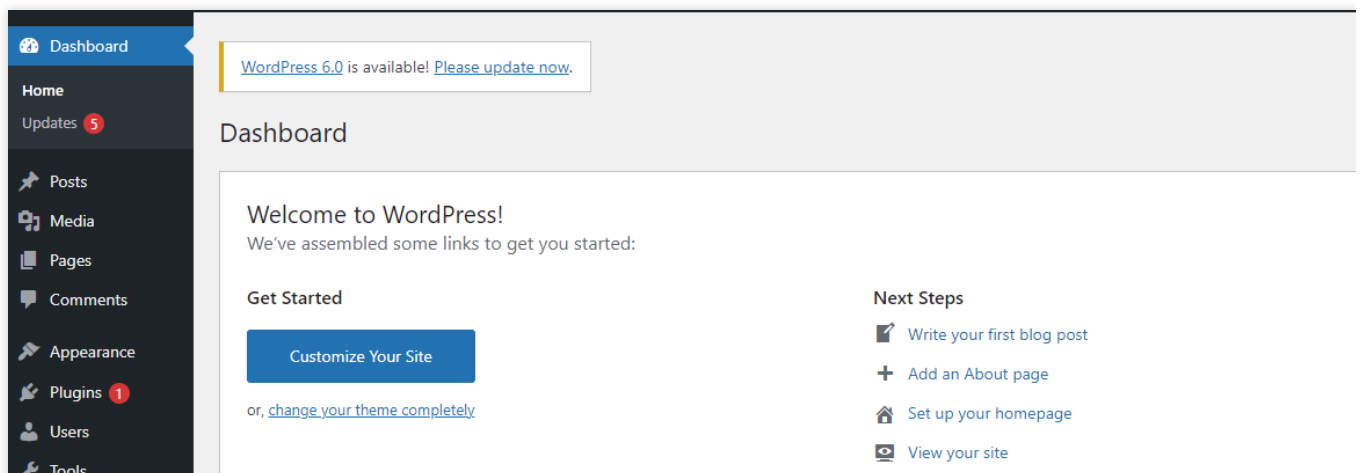 Dashboard
Home
Updates 5
Posts
Media
Pages
Comments
Appearance
Plugins 1
Users
Tools
WordPress 6.0 is available! Please update now.
Dashboard
Welcome to WordPress!
We've assembled some links to get you started:
Get Started
Customize Your Site
or, change your theme completely
Next Steps
Write your first blog post
Add an About page
Set up your homepage
View your site